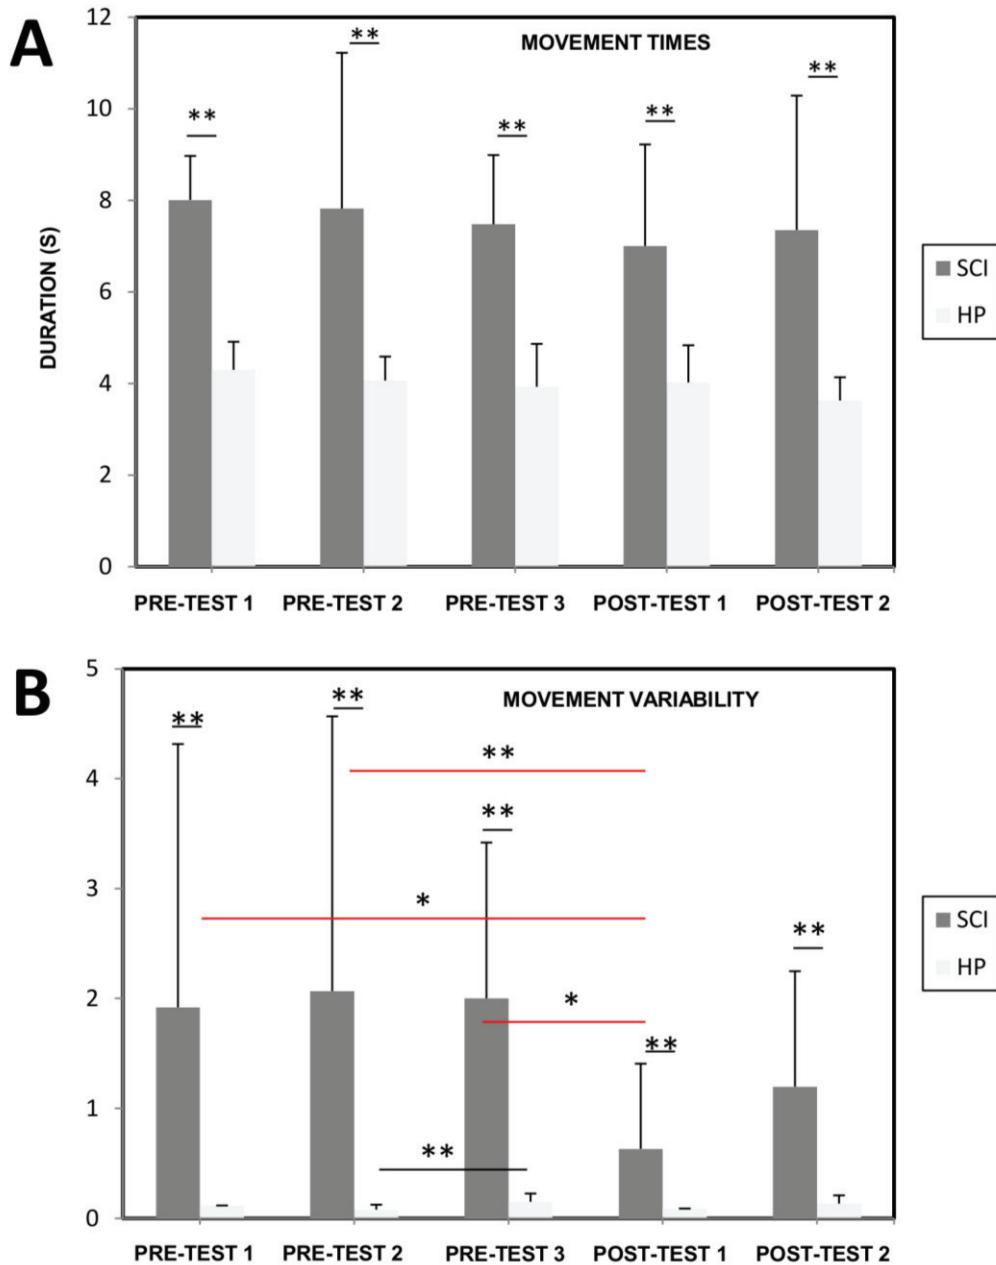 A
MOVEMENT TIMES
DURATION (S)
12
10
8
6
4
2
0
**
**
**
**
**
PRE-TEST 1
PRE-TEST 2
PRE-TEST 3
POST-TEST 1
POST-TEST 2
SCI
HP
B
MOVEMENT VARIABILITY
5
4
3
2
1
0
**
**
**
**
*
*
**
**
**
PRE-TEST 1
PRE-TEST 2
PRE-TEST 3
POST-TEST 1
POST-TEST 2
SCI
HP